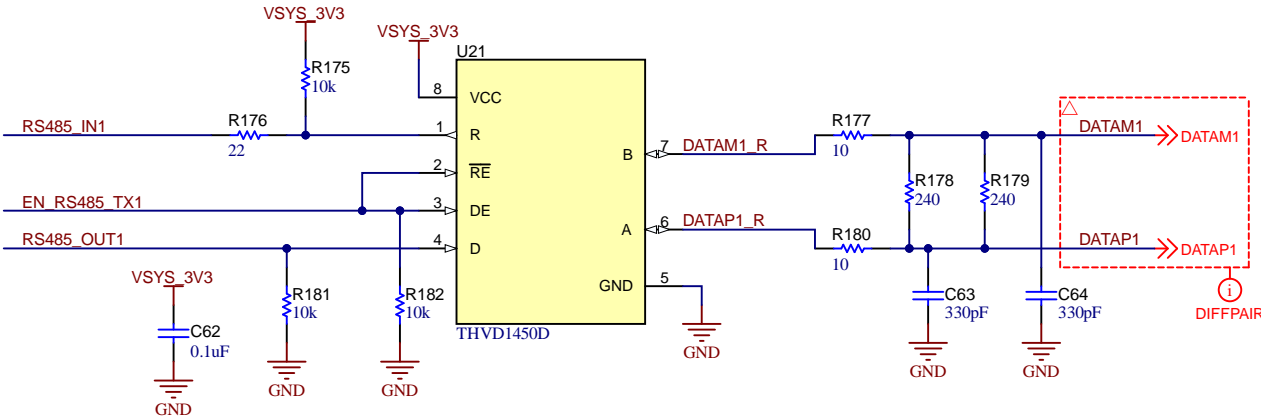 VSYS_3V3
VSYS_3V3
U21
R175
10k
8
VCC
RS485_IN1
R176
22
1
R
R177
10
DATAM1
DATAM1
B
7
DATAM1_R
2
RE
R178
240
R179
240
EN_RS485_TX1
3
DE
A
6
DATAP1_R
R180
10
DATAP1
DATAP1
RS485_OUT1
4
D
VSYS_3V3
GND
5
R181
10k
R182
10k
C63
330pF
C64
330pF
i
DIFFPAIR
C62
0.1uF
THVD1450D
GND
GND
GND
GND
GND
GND